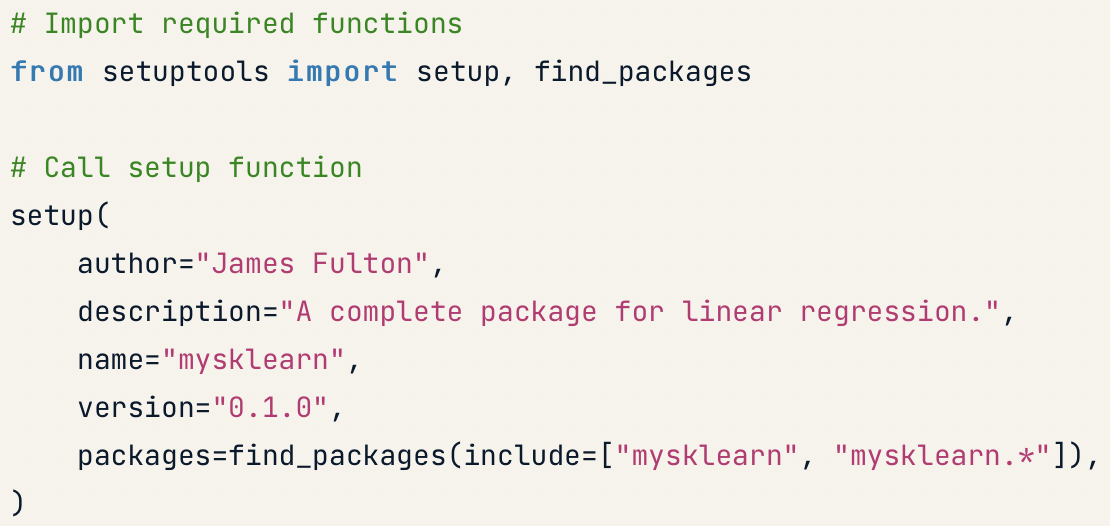 # Import required functions
from setuptools import setup, find_packages
# Call setup function
setup(
    author="James Fulton",
    description="A complete package for linear regression.",
    name="mysklearn",
    version="0.1.0",
    packages=find_packages(include=["mysklearn", "mysklearn.*"]),
)